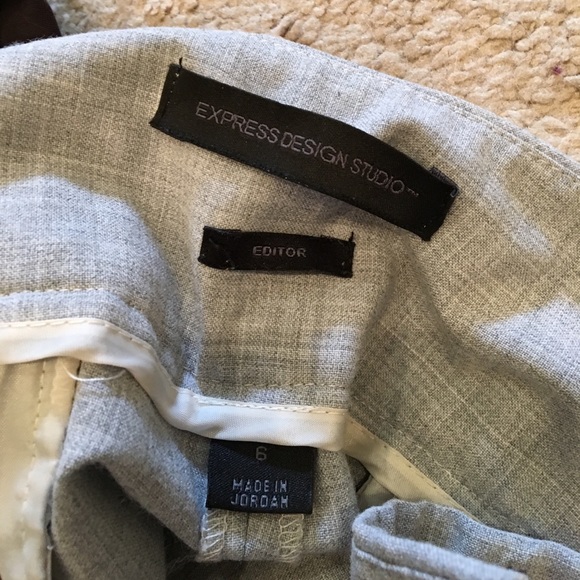 EXPRESS DESIGN STUDIO™
EDITOR
6
MADE IN
JORDAN